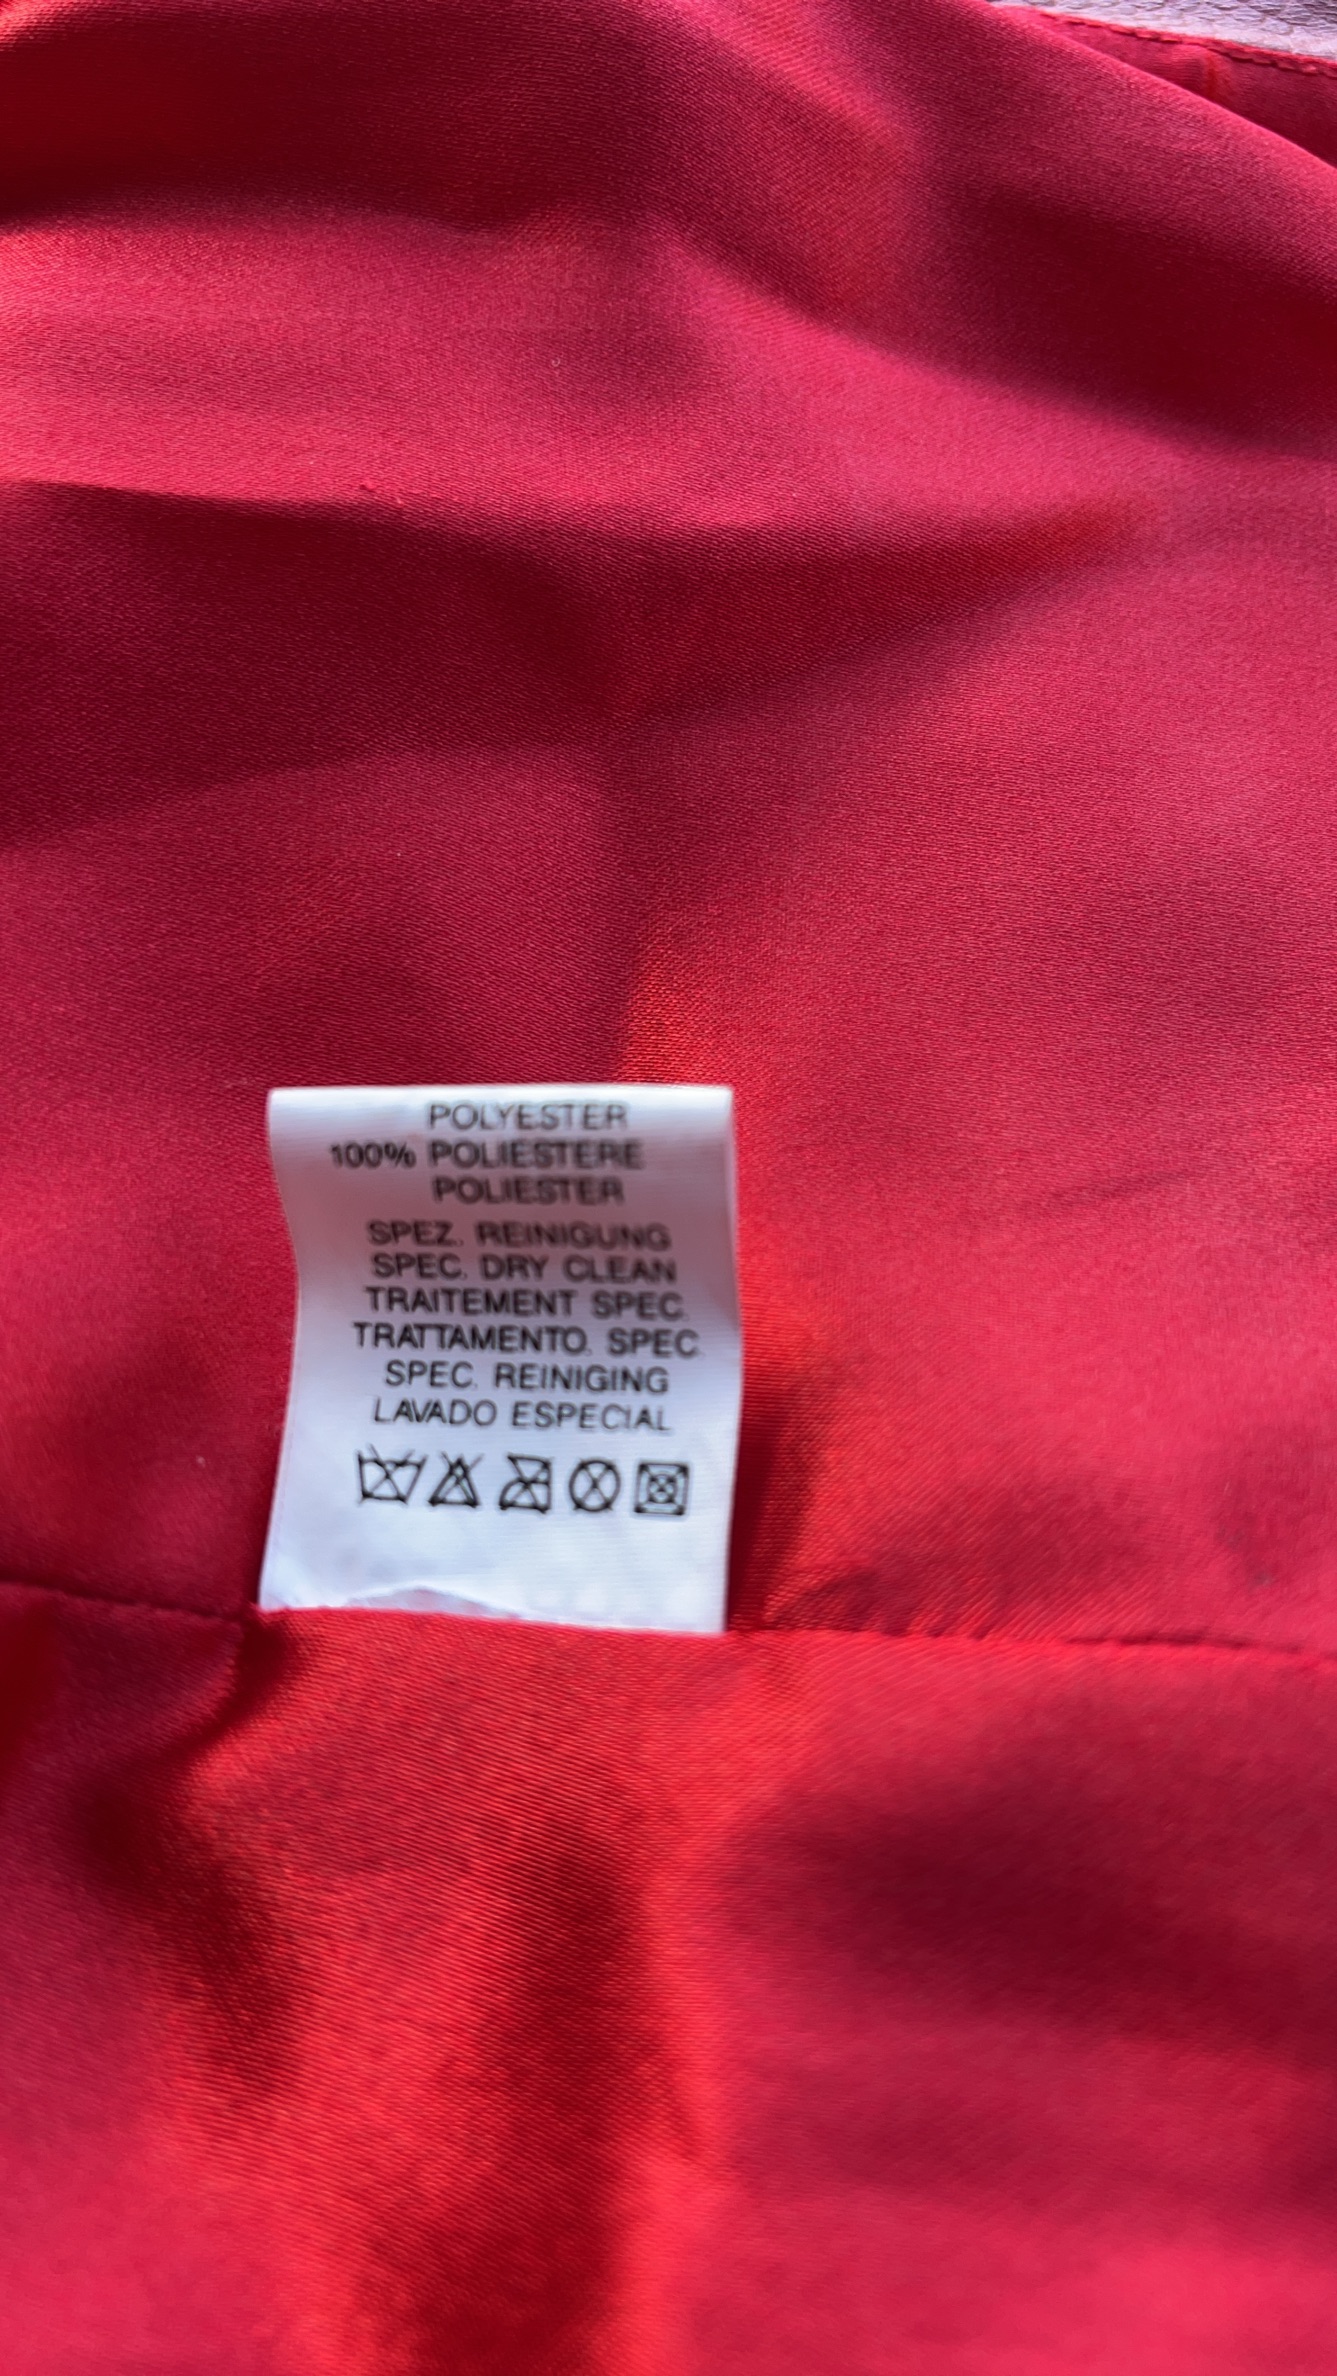 POLYESTER
100% POLIESTERE
POLIESTER
SPEZ. REINIGUNG
SPEC. DRY CLEAN
TRAITEMENT SPEC.
TRATTAMENTO. SPEC.
SPEC. REINIGING
LAVADO ESPECIAL